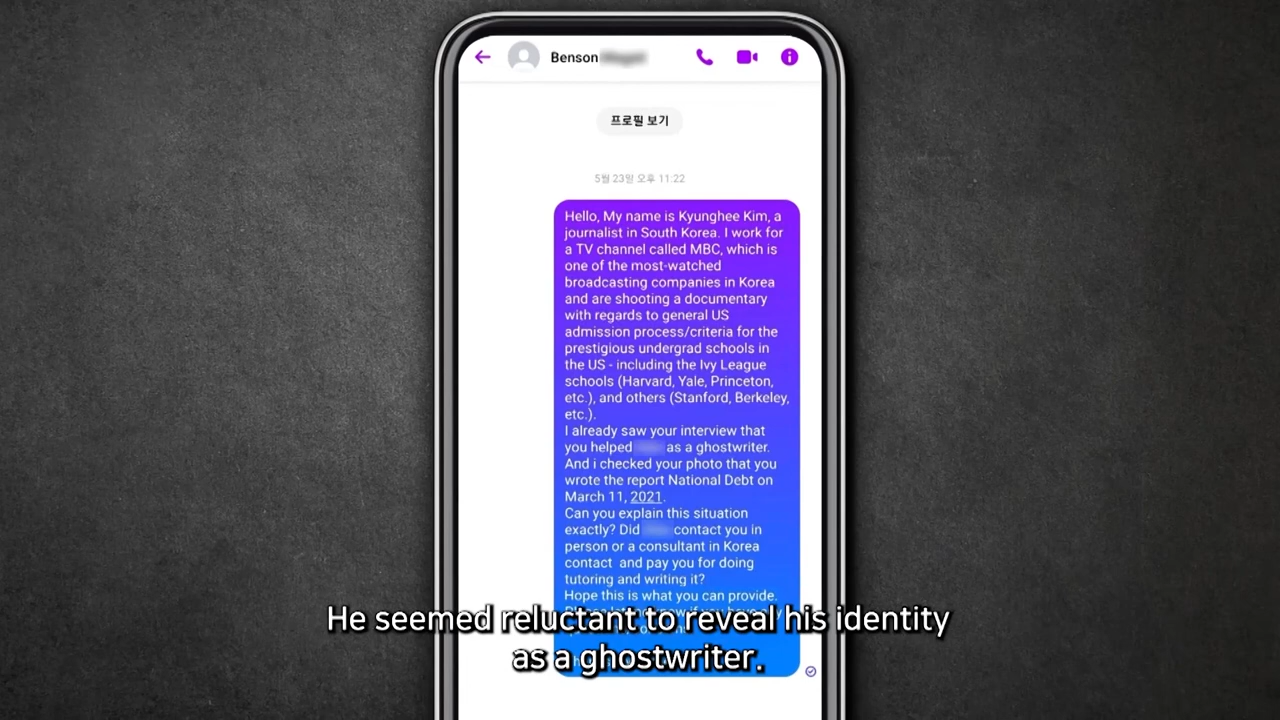 Benson
프로필 보기
5월 23일 오후 11:22
Hello, My name is Kyunghee Kim, a
journalist in South Korea. I work for
a TV channel called MBC, which is
one of the most-watched
broadcasting companies in Korea
and are shooting a documentary
with regards to general US
admission process/criteria for the
prestigious undergrad schools in
the US - including the Ivy League
schools (Harvard, Yale, Princeton,
etc.), and others (Stanford, Berkeley,
etc.).
I already saw your interview that
you helped as a ghostwriter.
And i checked your photo that you
wrote the report National Debt on
March 11, 2021.
Can you explain this situation
exactly? Did contact you in
person or a consultant in Korea
contact and pay you for doing
tutoring and writing it?
Hope this is what you can provide.
He seemed reluctant to reveal his identity
as a ghostwriter.